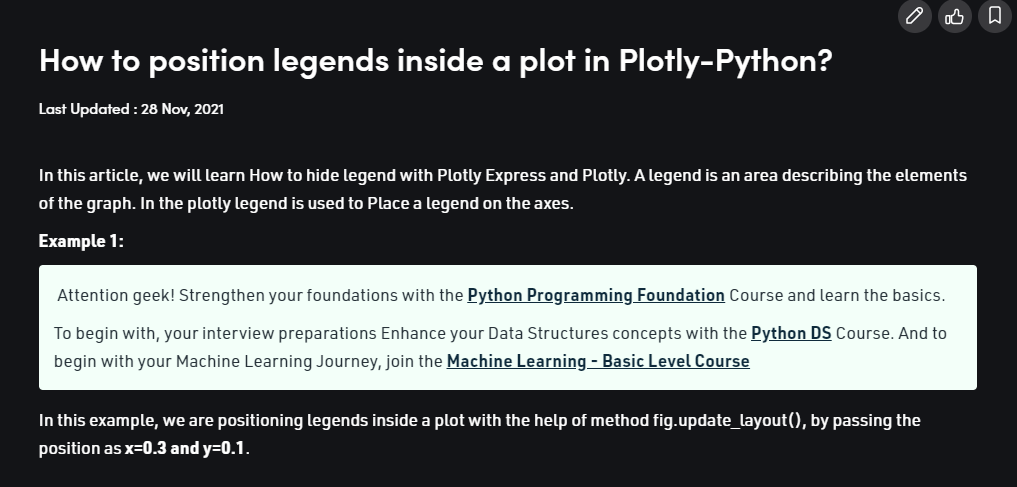 How to position legends inside a plot in Plotly-Python?
Last Updated : 28 Nov, 2021
In this article, we will learn How to hide legend with Plotly Express and Plotly. A legend is an area describing the elements
of the graph. In the plotly legend is used to Place a legend on the axes.
Example 1:
Attention geek! Strengthen your foundations with the Python Programming Foundation Course and learn the basics.
To begin with, your interview preparations Enhance your Data Structures concepts with the Python DS Course. And to
begin with your Machine Learning Journey, join the Machine Learning - Basic Level Course
In this example, we are positioning legends inside a plot with the help of method fig.update_layout(), by passing the
position as x=0.3 and y=0.1.